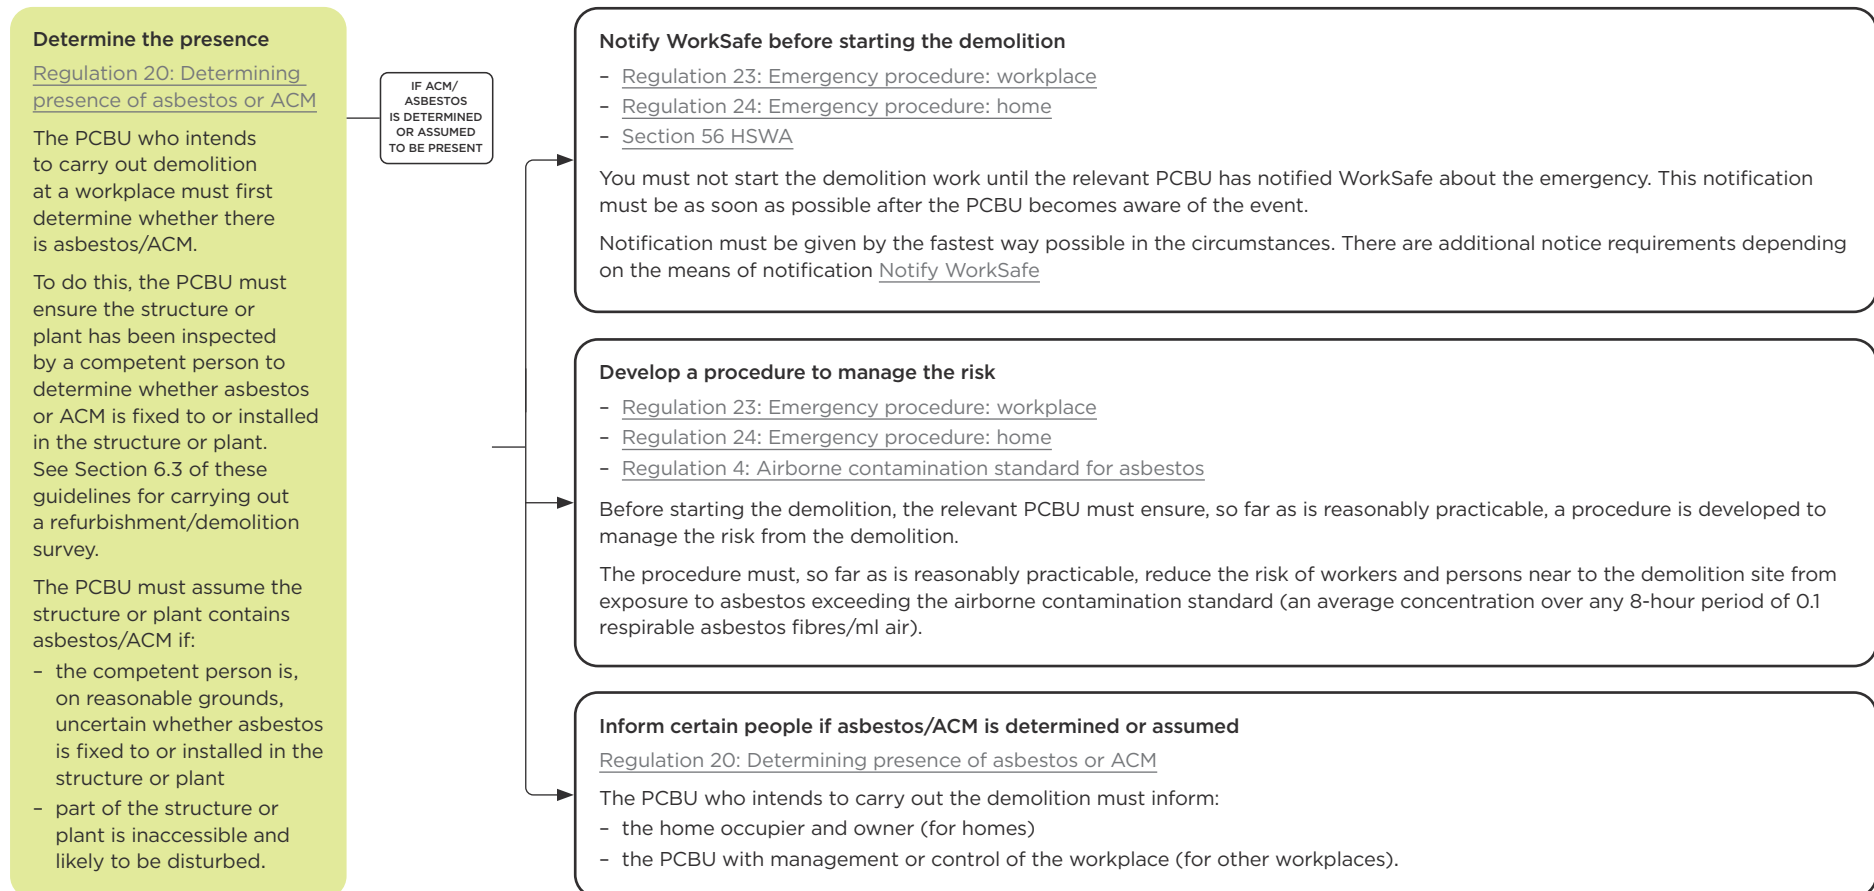 Determine the presence
Regulation 20: Determining
presence of asbestos or ACM
The PCBU who intends
to carry out demolition
at a workplace must first
determine whether there
is asbestos/ACM.
To do this, the PCBU must
ensure the structure or
plant has been inspected
by a competent person to
determine whether asbestos
or ACM is fixed to or installed
in the structure or plant.
See Section 6.3 of these
guidelines for carrying out
a refurbishment/demolition
survey.
The PCBU must assume the
structure or plant contains
asbestos/ACM if:
– the competent person is,
on reasonable grounds,
uncertain whether asbestos
is fixed to or installed in the
structure or plant
– part of the structure or
plant is inaccessible and
likely to be disturbed.
IF ACM/
ASBESTOS
IS DETERMINED
OR ASSUMED
TO BE PRESENT
Notify WorkSafe before starting the demolition
– Regulation 23: Emergency procedure: workplace
– Regulation 24: Emergency procedure: home
– Section 56 HSWA
You must not start the demolition work until the relevant PCBU has notified WorkSafe about the emergency. This notification
must be as soon as possible after the PCBU becomes aware of the event.
Notification must be given by the fastest way possible in the circumstances. There are additional notice requirements depending
on the means of notification Notify WorkSafe
Develop a procedure to manage the risk
– Regulation 23: Emergency procedure: workplace
– Regulation 24: Emergency procedure: home
– Regulation 4: Airborne contamination standard for asbestos
Before starting the demolition, the relevant PCBU must ensure, so far as is reasonably practicable, a procedure is developed to
manage the risk from the demolition.
The procedure must, so far as is reasonably practicable, reduce the risk of workers and persons near to the demolition site from
exposure to asbestos exceeding the airborne contamination standard (an average concentration over any 8-hour period of 0.1
respirable asbestos fibres/ml air).
Inform certain people if asbestos/ACM is determined or assumed
Regulation 20: Determining presence of asbestos or ACM
The PCBU who intends to carry out the demolition must inform:
– the home occupier and owner (for homes)
– the PCBU with management or control of the workplace (for other workplaces).